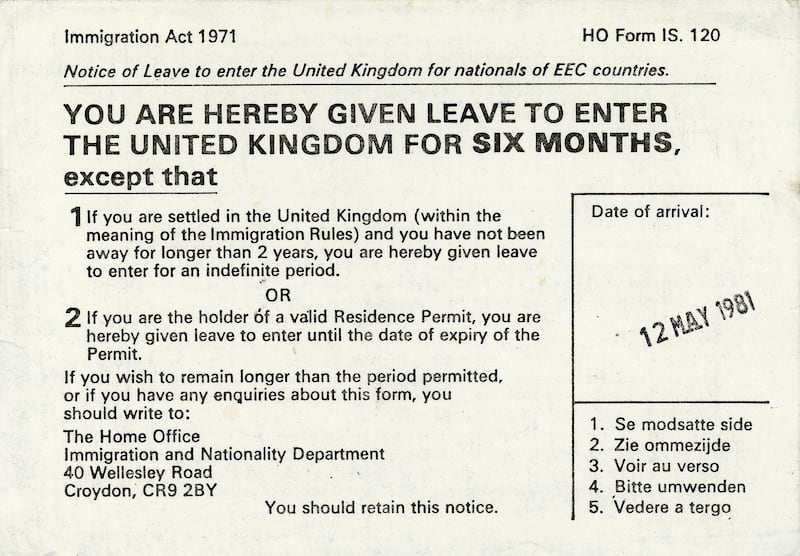 Immigration Act 1971
HO Form IS. 120
Notice of Leave to enter the United Kingdom for nationals of EEC countries.
YOU ARE HEREBY GIVEN LEAVE TO ENTER
THE UNITED KINGDOM FOR SIX MONTHS,
except that
1 If you are settled in the United Kingdom (within the
meaning of the Immigration Rules) and you have not been
away for longer than 2 years, you are hereby given leave
to enter for an indefinite period.
OR
2 If you are the holder of a valid Residence Permit, you are
hereby given leave to enter until the date of expiry of the
Permit.
If you wish to remain longer than the period permitted,
or if you have any enquiries about this form, you
should write to:
The Home Office
Immigration and Nationality Department
40 Wellesley Road
Croydon, CR9 2BY
You should retain this notice.
Date of arrival:
12 MAY 1981
1. Se modsatte side
2. Zie ommezijde
3. Voir au verso
4. Bitte umwenden
5. Vedere a tergo